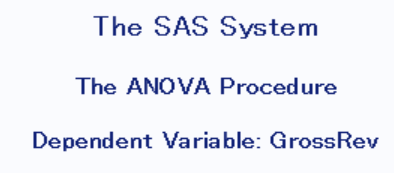 The SAS System
The ANOVA Procedure
Dependent Variable: GrossRev